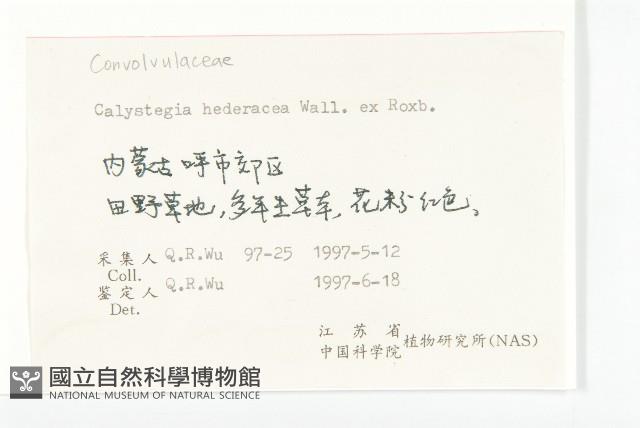 Convolvulaceae
Calystegia hederacea Wall. ex Roxb.
内蒙古 呼市郊区
田野草地，多年生草本，花粉红色。
采集人 Q.R.Wu 97-25 1997-5-12
Coll.
鉴定人 Q.R.Wu 1997-6-18
Det.
江苏省
中国科学院 植物研究所(NAS)
國立自然科學博物館
NATIONAL MUSEUM OF NATURAL SCIENCE